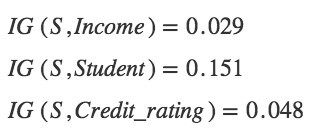 IG (S,Income) = 0.029
IG (S,Student) = 0.151
IG (S,Credit_rating) = 0.048